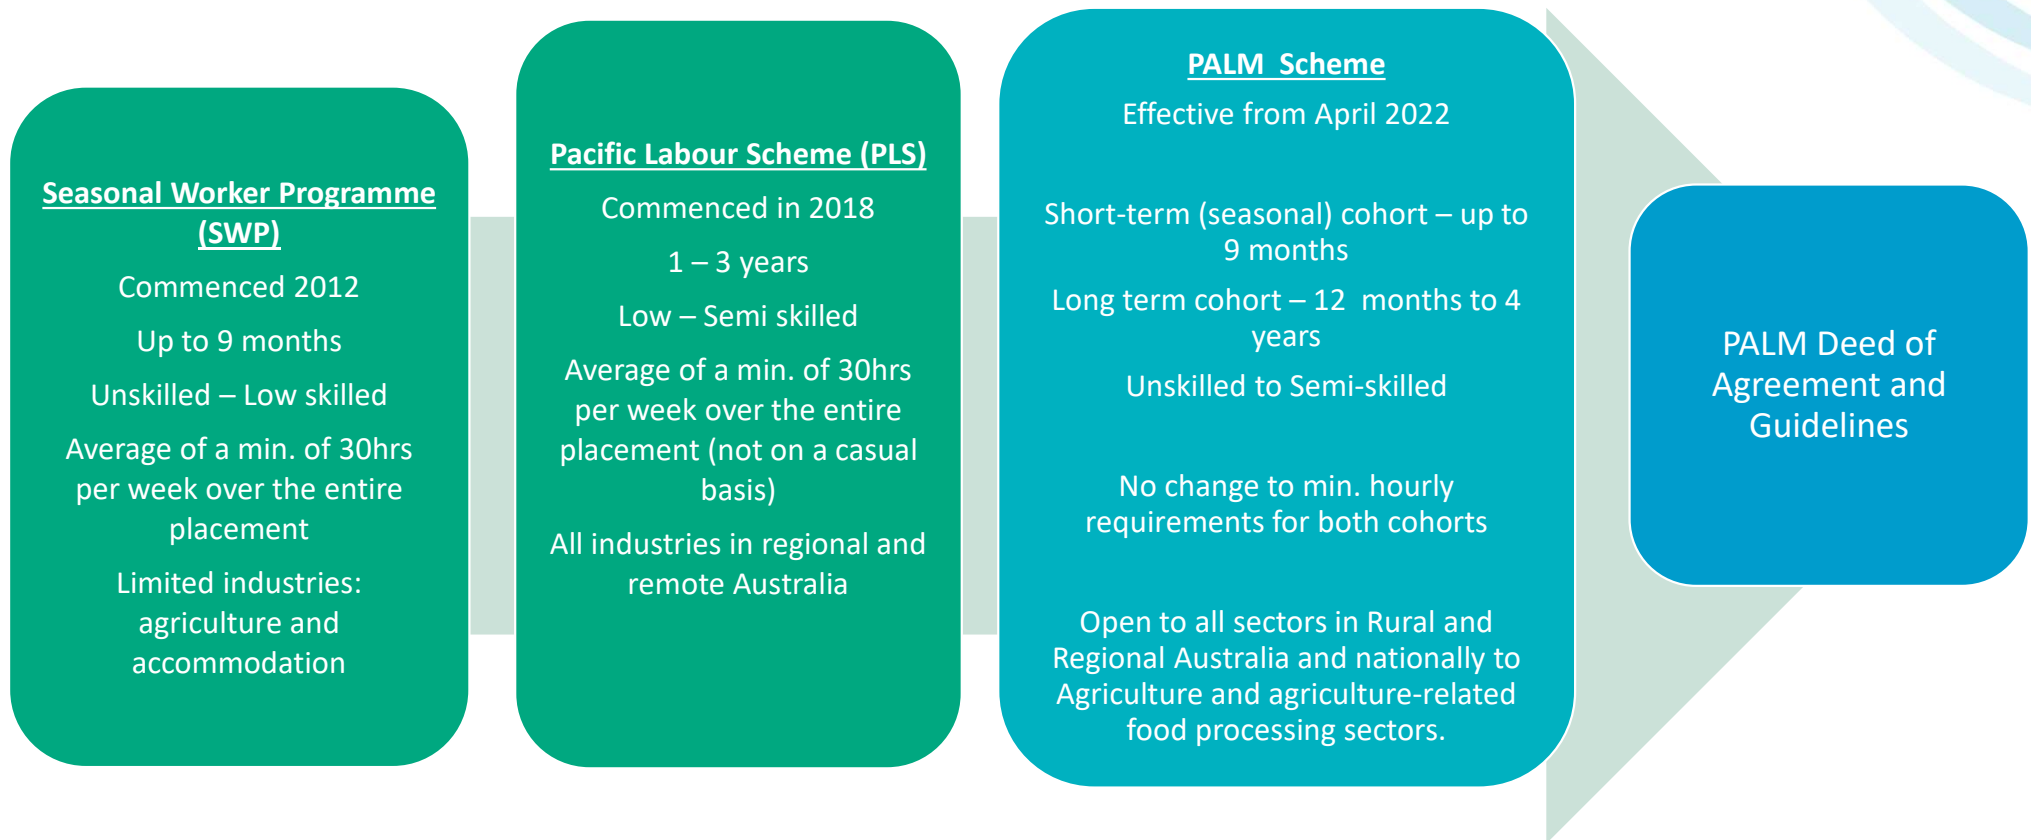 Seasonal Worker Programme
(SWP)
Commenced 2012
Up to 9 months
Unskilled – Low skilled
Average of a min. of 30hrs
per week over the entire
placement
Limited industries:
agriculture and
accommodation
Pacific Labour Scheme (PLS)
Commenced in 2018
1 – 3 years
Low – Semi skilled
Average of a min. of 30hrs
per week over the entire
placement (not on a casual
basis)
All industries in regional and
remote Australia
PALM  Scheme
Effective from April 2022
Short-term (seasonal) cohort – up to
9 months
Long term cohort – 12  months to 4
years
Unskilled to Semi-skilled
No change to min. hourly
requirements for both cohorts
Open to all sectors in Rural and
Regional Australia and nationally to
Agriculture and agriculture-related
food processing sectors.
PALM Deed of
Agreement and
Guidelines